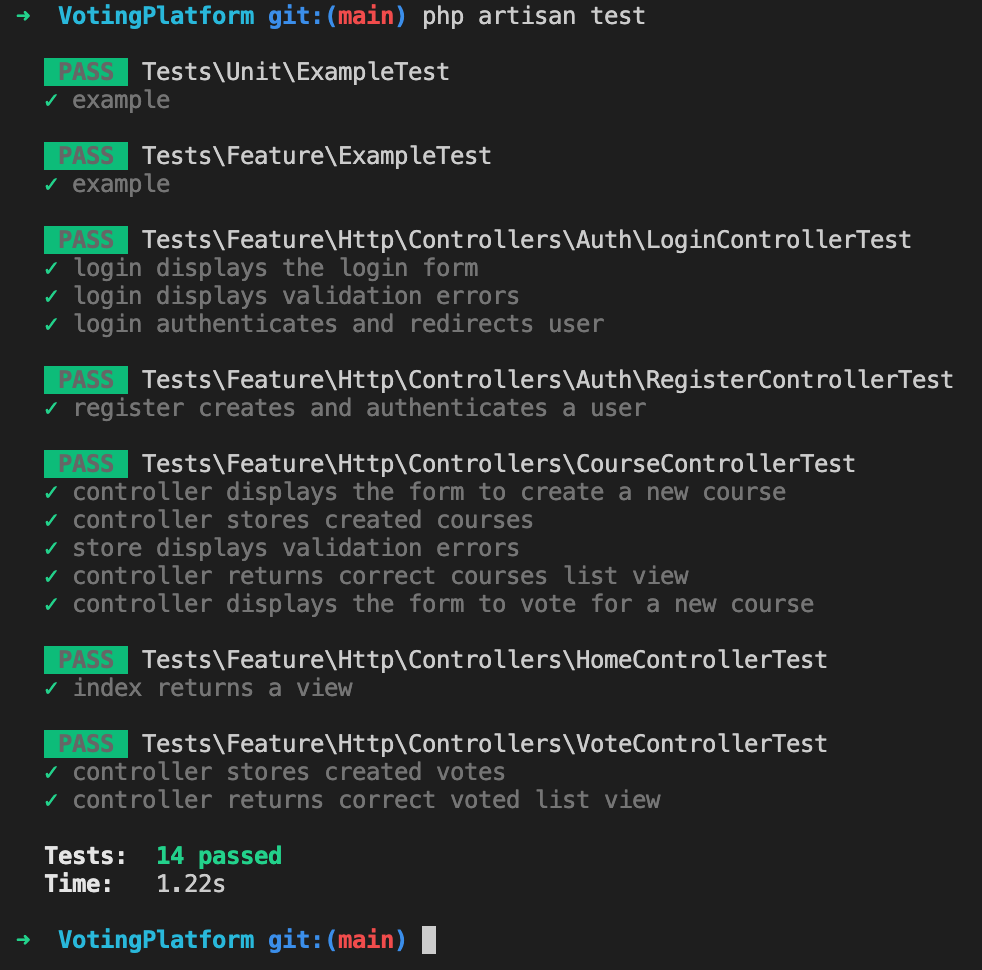 ➜ VotingPlatform git:(main) php artisan test
PASS Tests\Unit\ExampleTest
✓ example
PASS Tests\Feature\ExampleTest
✓ example
PASS Tests\Feature\Http\Controllers\Auth\LoginControllerTest
✓ login displays the login form
✓ login displays validation errors
✓ login authenticates and redirects user
PASS Tests\Feature\Http\Controllers\Auth\RegisterControllerTest
✓ register creates and authenticates a user
PASS Tests\Feature\Http\Controllers\CourseControllerTest
✓ controller displays the form to create a new course
✓ controller stores created courses
✓ store displays validation errors
✓ controller returns correct courses list view
✓ controller displays the form to vote for a new course
PASS Tests\Feature\Http\Controllers\HomeControllerTest
✓ index returns a view
PASS Tests\Feature\Http\Controllers\VoteControllerTest
✓ controller stores created votes
✓ controller returns correct voted list view
Tests: 14 passed
Time: 1.22s
➜ VotingPlatform git:(main)